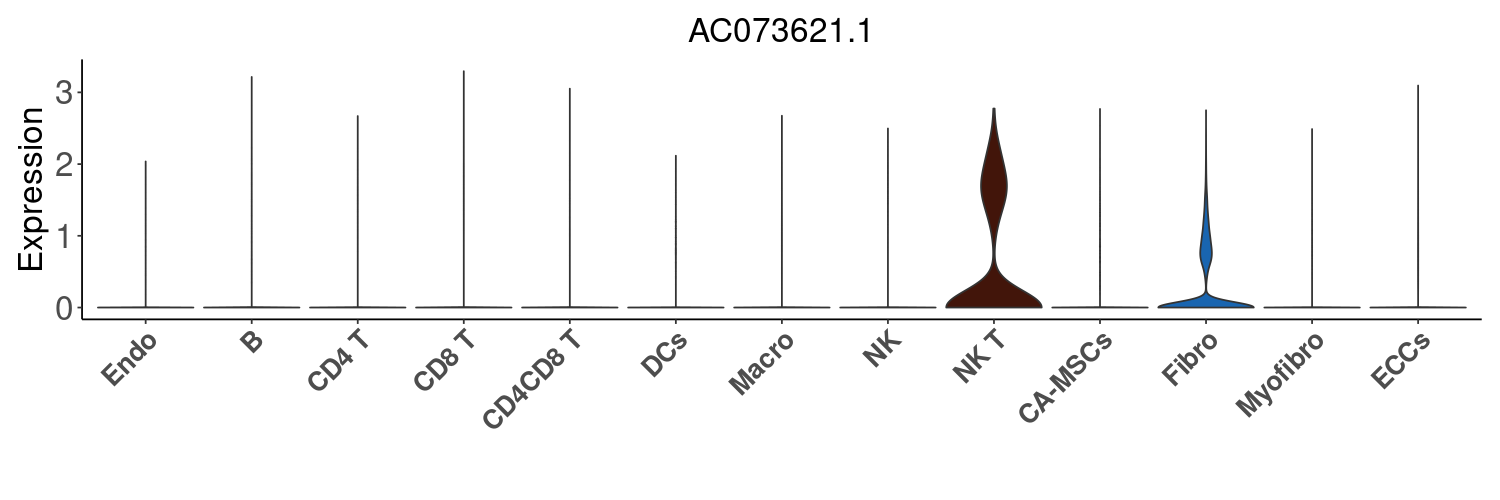 AC073621.1
Expression
3
2
1
0
Endo
B
CD4 T
CD8 T
CD4CD8 T
DCs
Macro
NK
NK T
CA-MSCs
Fibro
Myofibro
ECCs